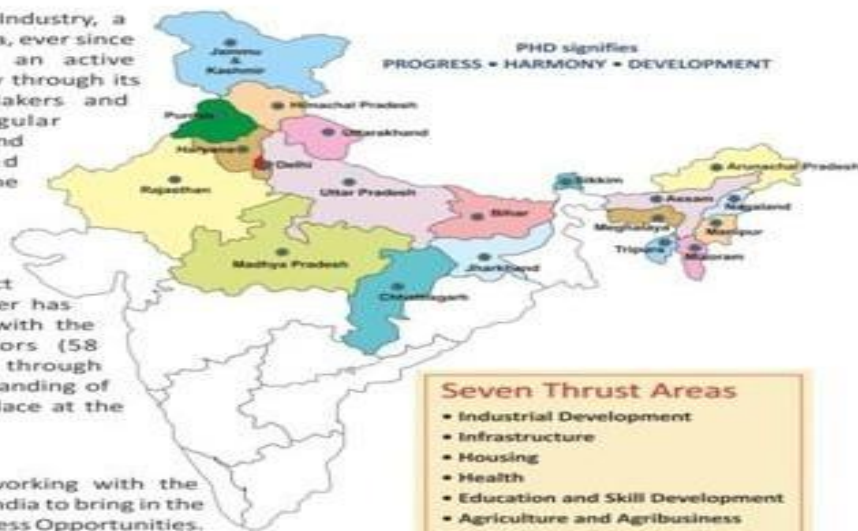 Industry, a
a, ever since
an active
y through its
akers and
gular
nd
d
ne
ct
er has
with the
ors (58
through
anding of
lace at the
working with the
ndia to bring in the
ess Opportunities.
PHD signifies
PROGRESS • HARMONY • DEVELOPMENT
Jammu
&
Kashmir
Himachal Pradesh
Punjab
Uttarakhand
Haryana
Delhi
Rajasthan
Uttar Pradesh
Bihar
Sikkim
Arunachal Pradesh
Assam
Nagaland
Meghalaya
Manipur
Tripura
Mizoram
Madhya Pradesh
Jharkhand
Chhattisgarh
Seven Thrust Areas
• Industrial Development
• Infrastructure
• Housing
• Health
• Education and Skill Development
• Agriculture and Agribusiness